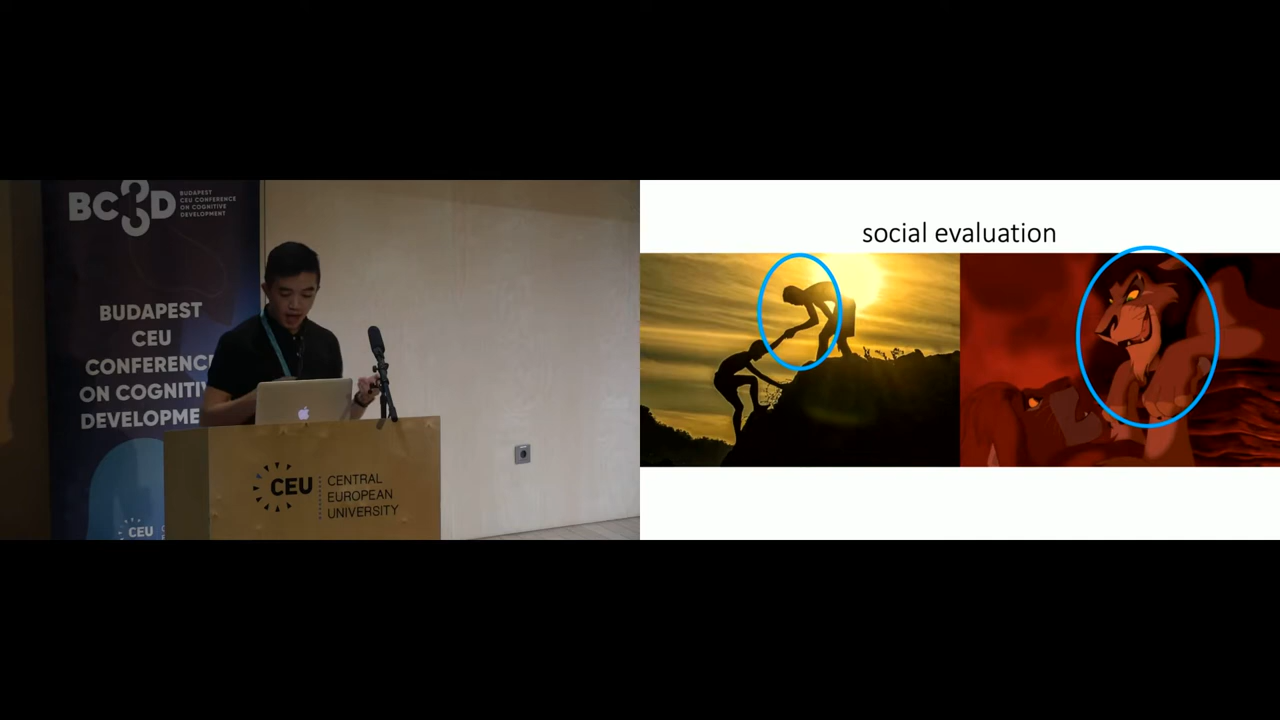 BC3D
BUDAPEST
CEU CONFERENCE
ON COGNITIVE
DEVELOPMENT
BUDAPEST
CEU
CONFERENC
ON COGNITIV
DEVELOPME
CEU
CEU
CENTRAL
EUROPEAN
UNIVERSITY
social evaluation